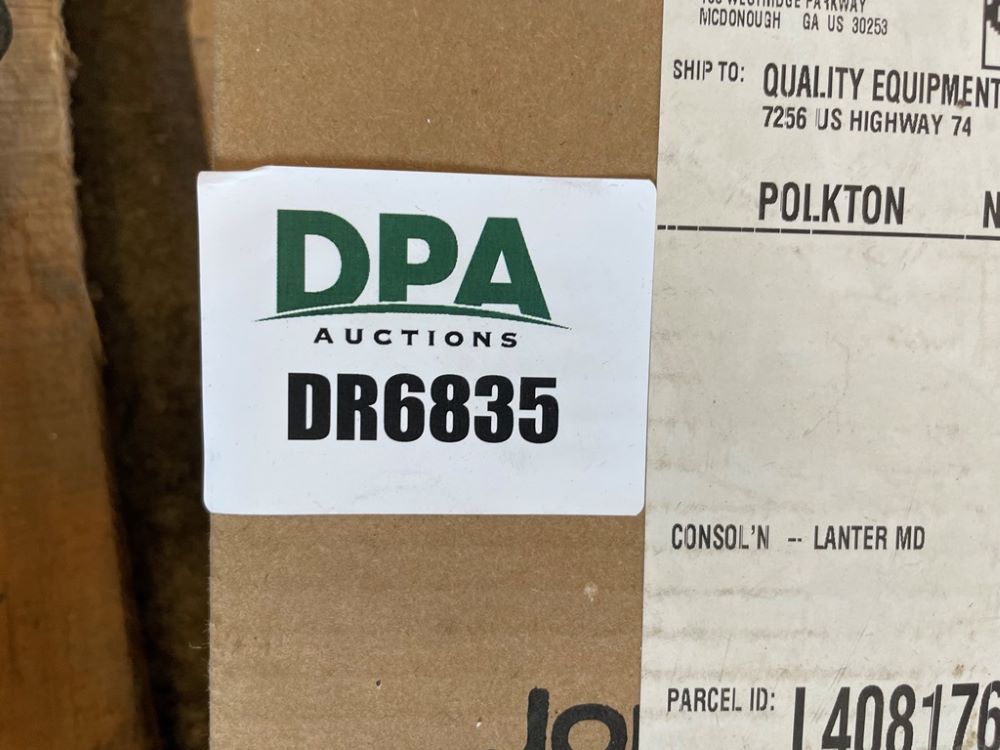 MCDONOUGH GA US 30253
SHIP TO: QUALITY EQUIPMENT
7256 US HIGHWAY 74
POLKTON N
DPA
AUCTIONS
DR6835
CONSOL'N -- LANTER MD
PARCEL ID: L408176